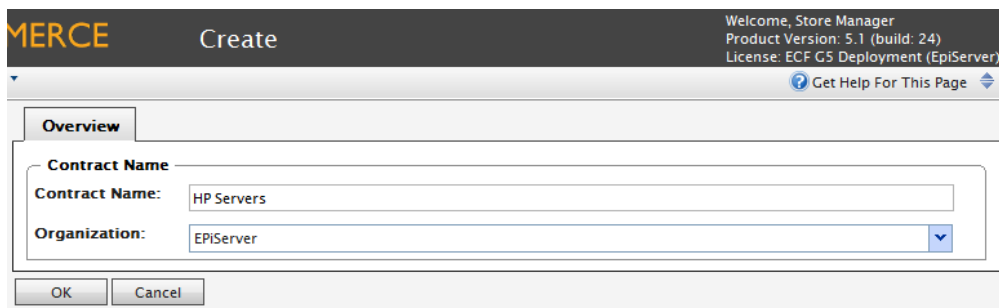 MERCE
Create
Welcome, Store Manager
Product Version: 5.1 (build: 24)
License: ECF G5 Deployment (EpiServer)
Get Help For This Page
Overview
Contract Name
Contract Name: HP Servers
Organization: EPiServer
OK Cancel